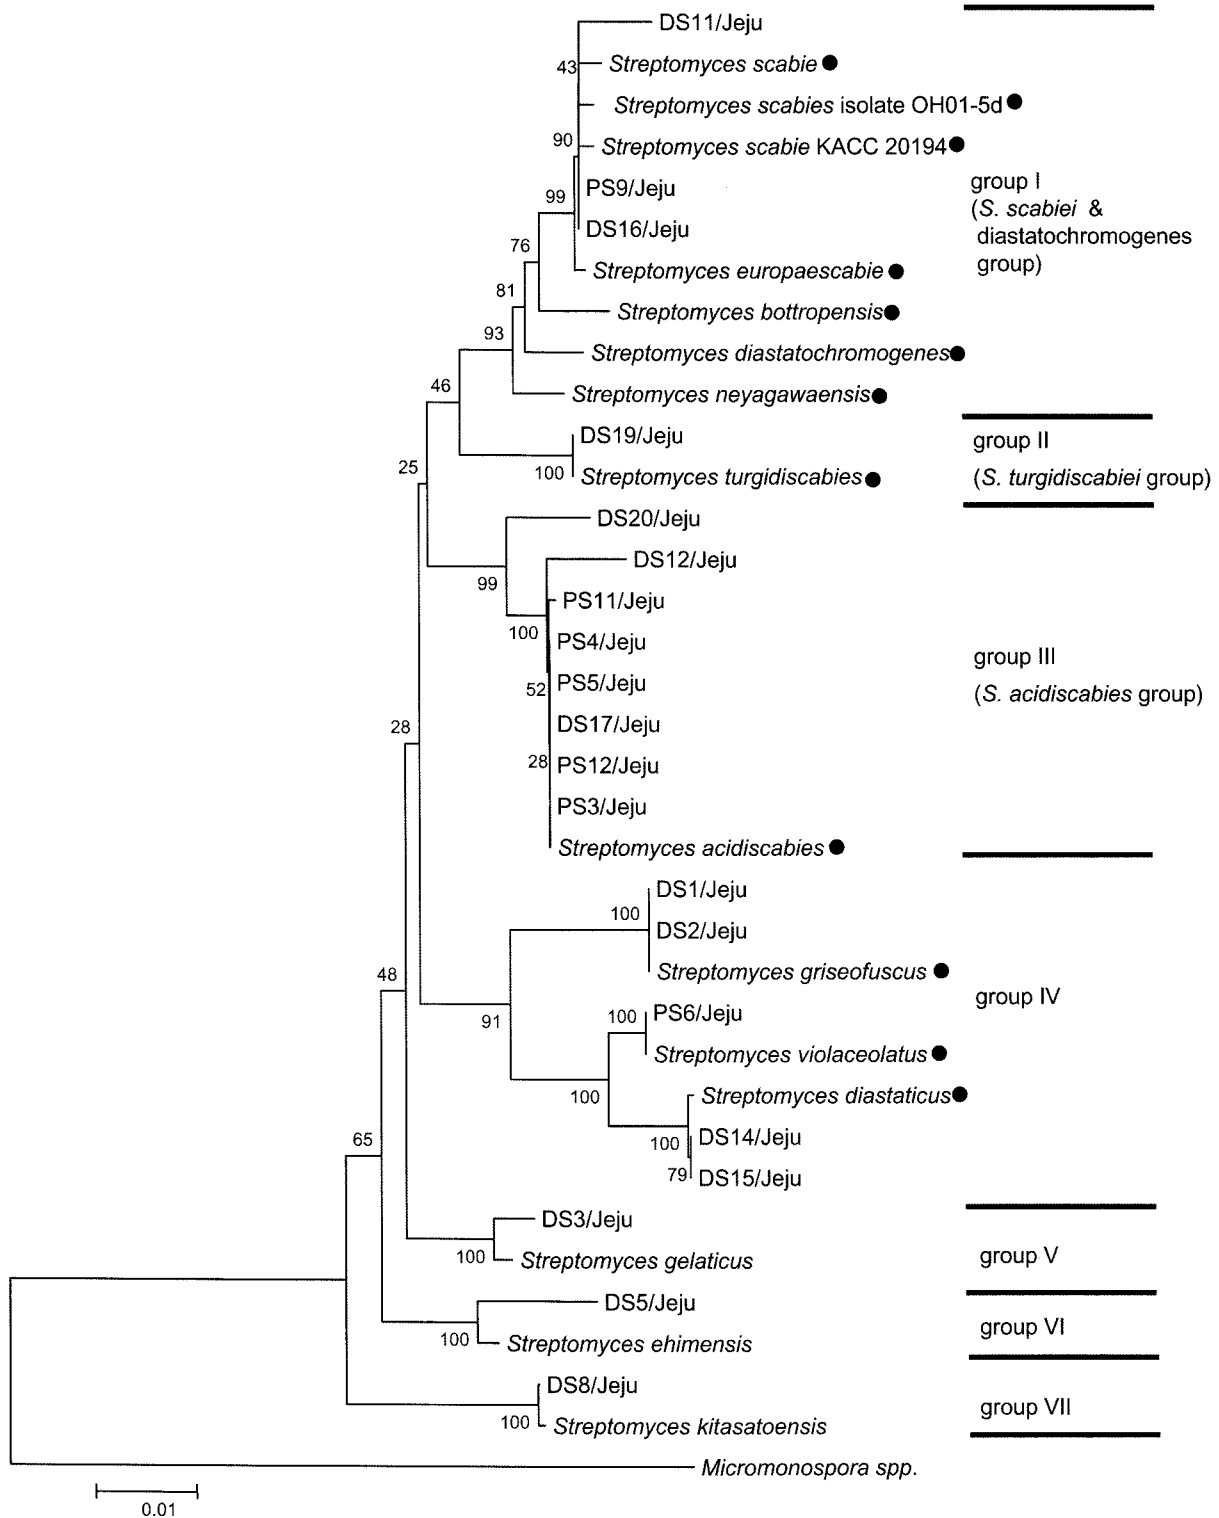 DS11/Jeju
43
Streptomyces scabie
Streptomyces scabies isolate OH01-5d
90
Streptomyces scabie KACC 20194
group I
(S. scabiei &
diastatochromogenes
group)
99
PS9/Jeju
DS16/Jeju
76
Streptomyces europaescabie
81
Streptomyces bottropensis
93
Streptomyces diastatochromogenes
46
Streptomyces neyagawaensis
DS19/Jeju
group II
25
100
Streptomyces turgidiscabies
(S. turgidiscabiei group)
DS20/Jeju
DS12/Jeju
99
PS11/Jeju
100
PS4/Jeju
group III
52
PS5/Jeju
(S. acidiscabies group)
28
DS17/Jeju
28
PS12/Jeju
PS3/Jeju
Streptomyces acidiscabies
DS1/Jeju
100
DS2/Jeju
48
Streptomyces griseofuscus
group IV
91
100
PS6/Jeju
Streptomyces violaceolatus
100
Streptomyces diastaticus
65
100
DS14/Jeju
79
DS15/Jeju
DS3/Jeju
100
Streptomyces gelaticus
group V
DS5/Jeju
100
Streptomyces ehimensis
group VI
DS8/Jeju
100
Streptomyces kitasatoensis
group VII
Micromonospora spp.
0.01